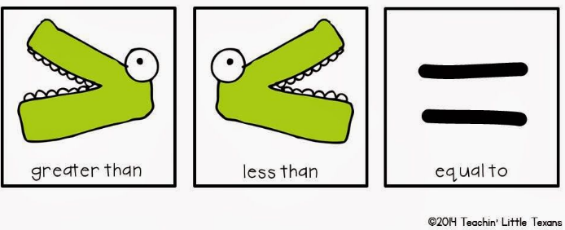 greater than
less than
equal to
©2014 Teachin' Little Texans